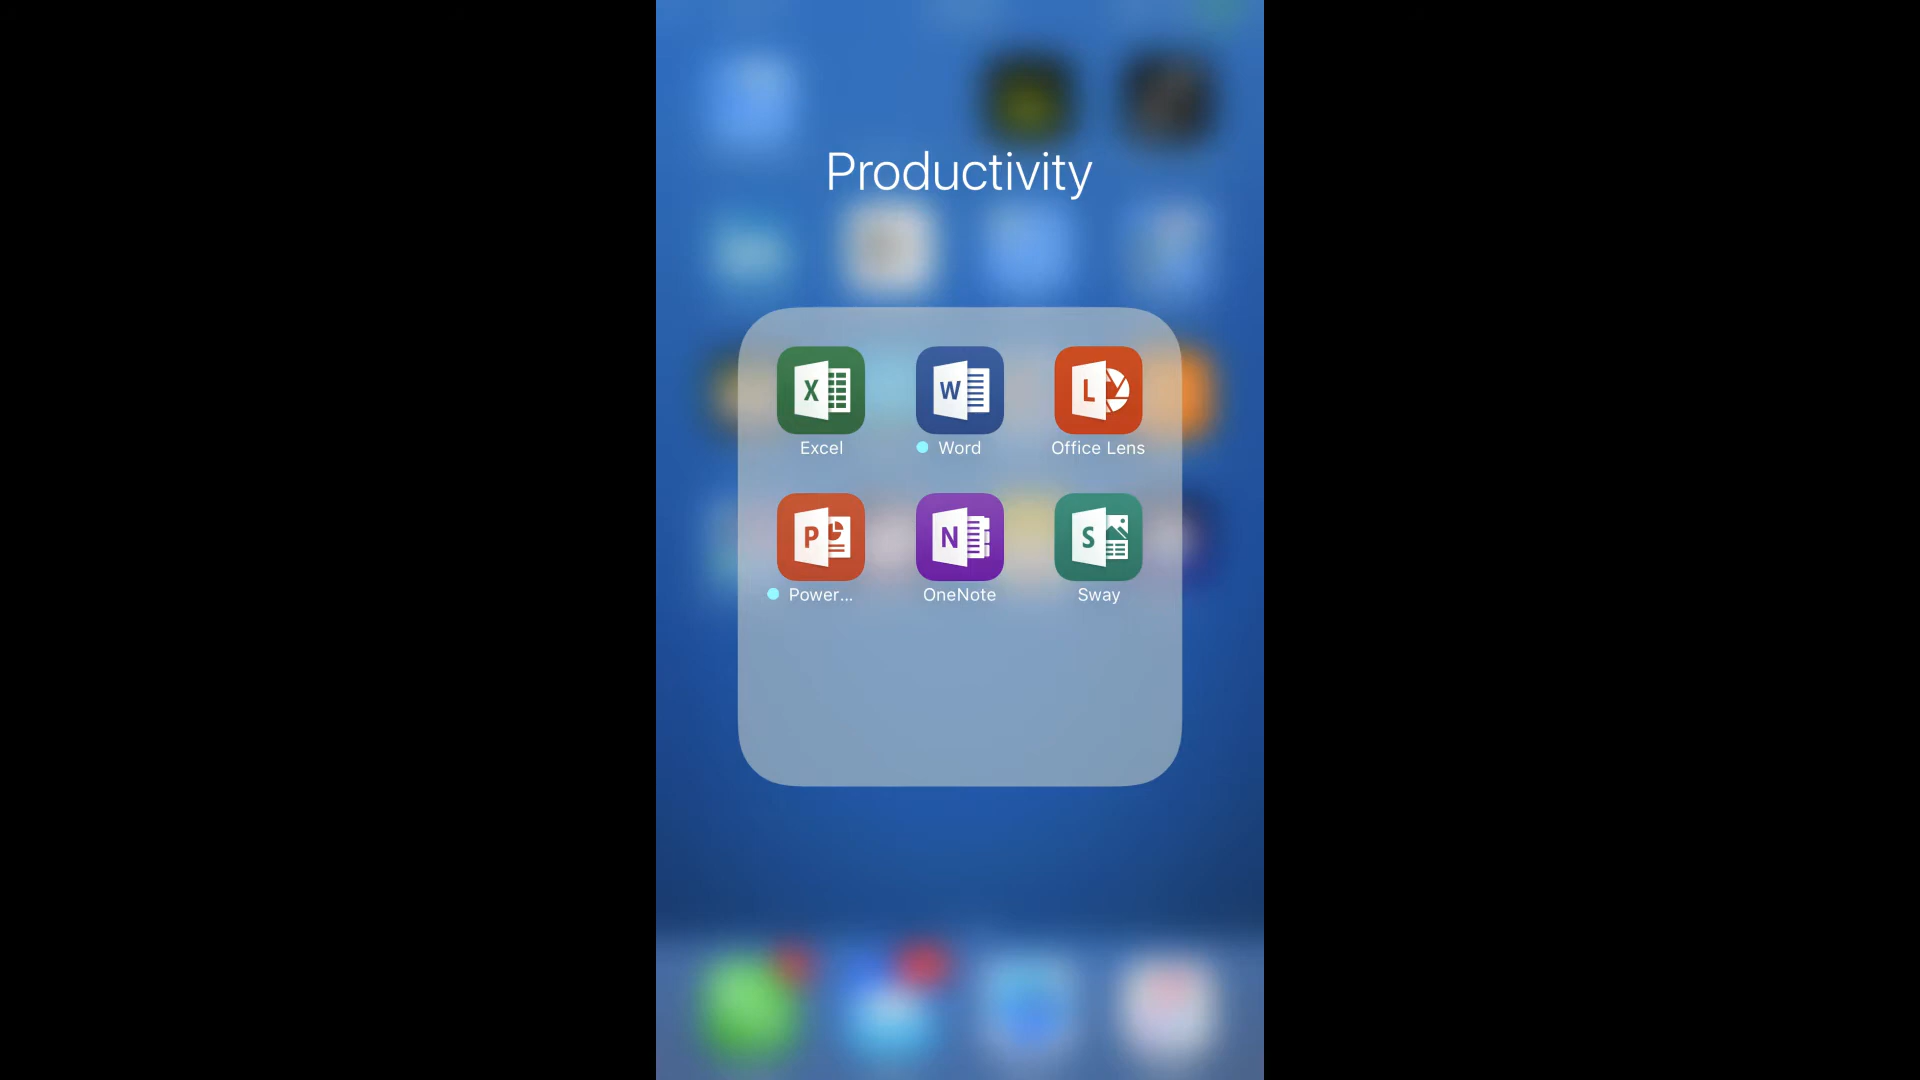 Productivity
X W L
Excel Word Office Lens
P N S
Power... OneNote Sway